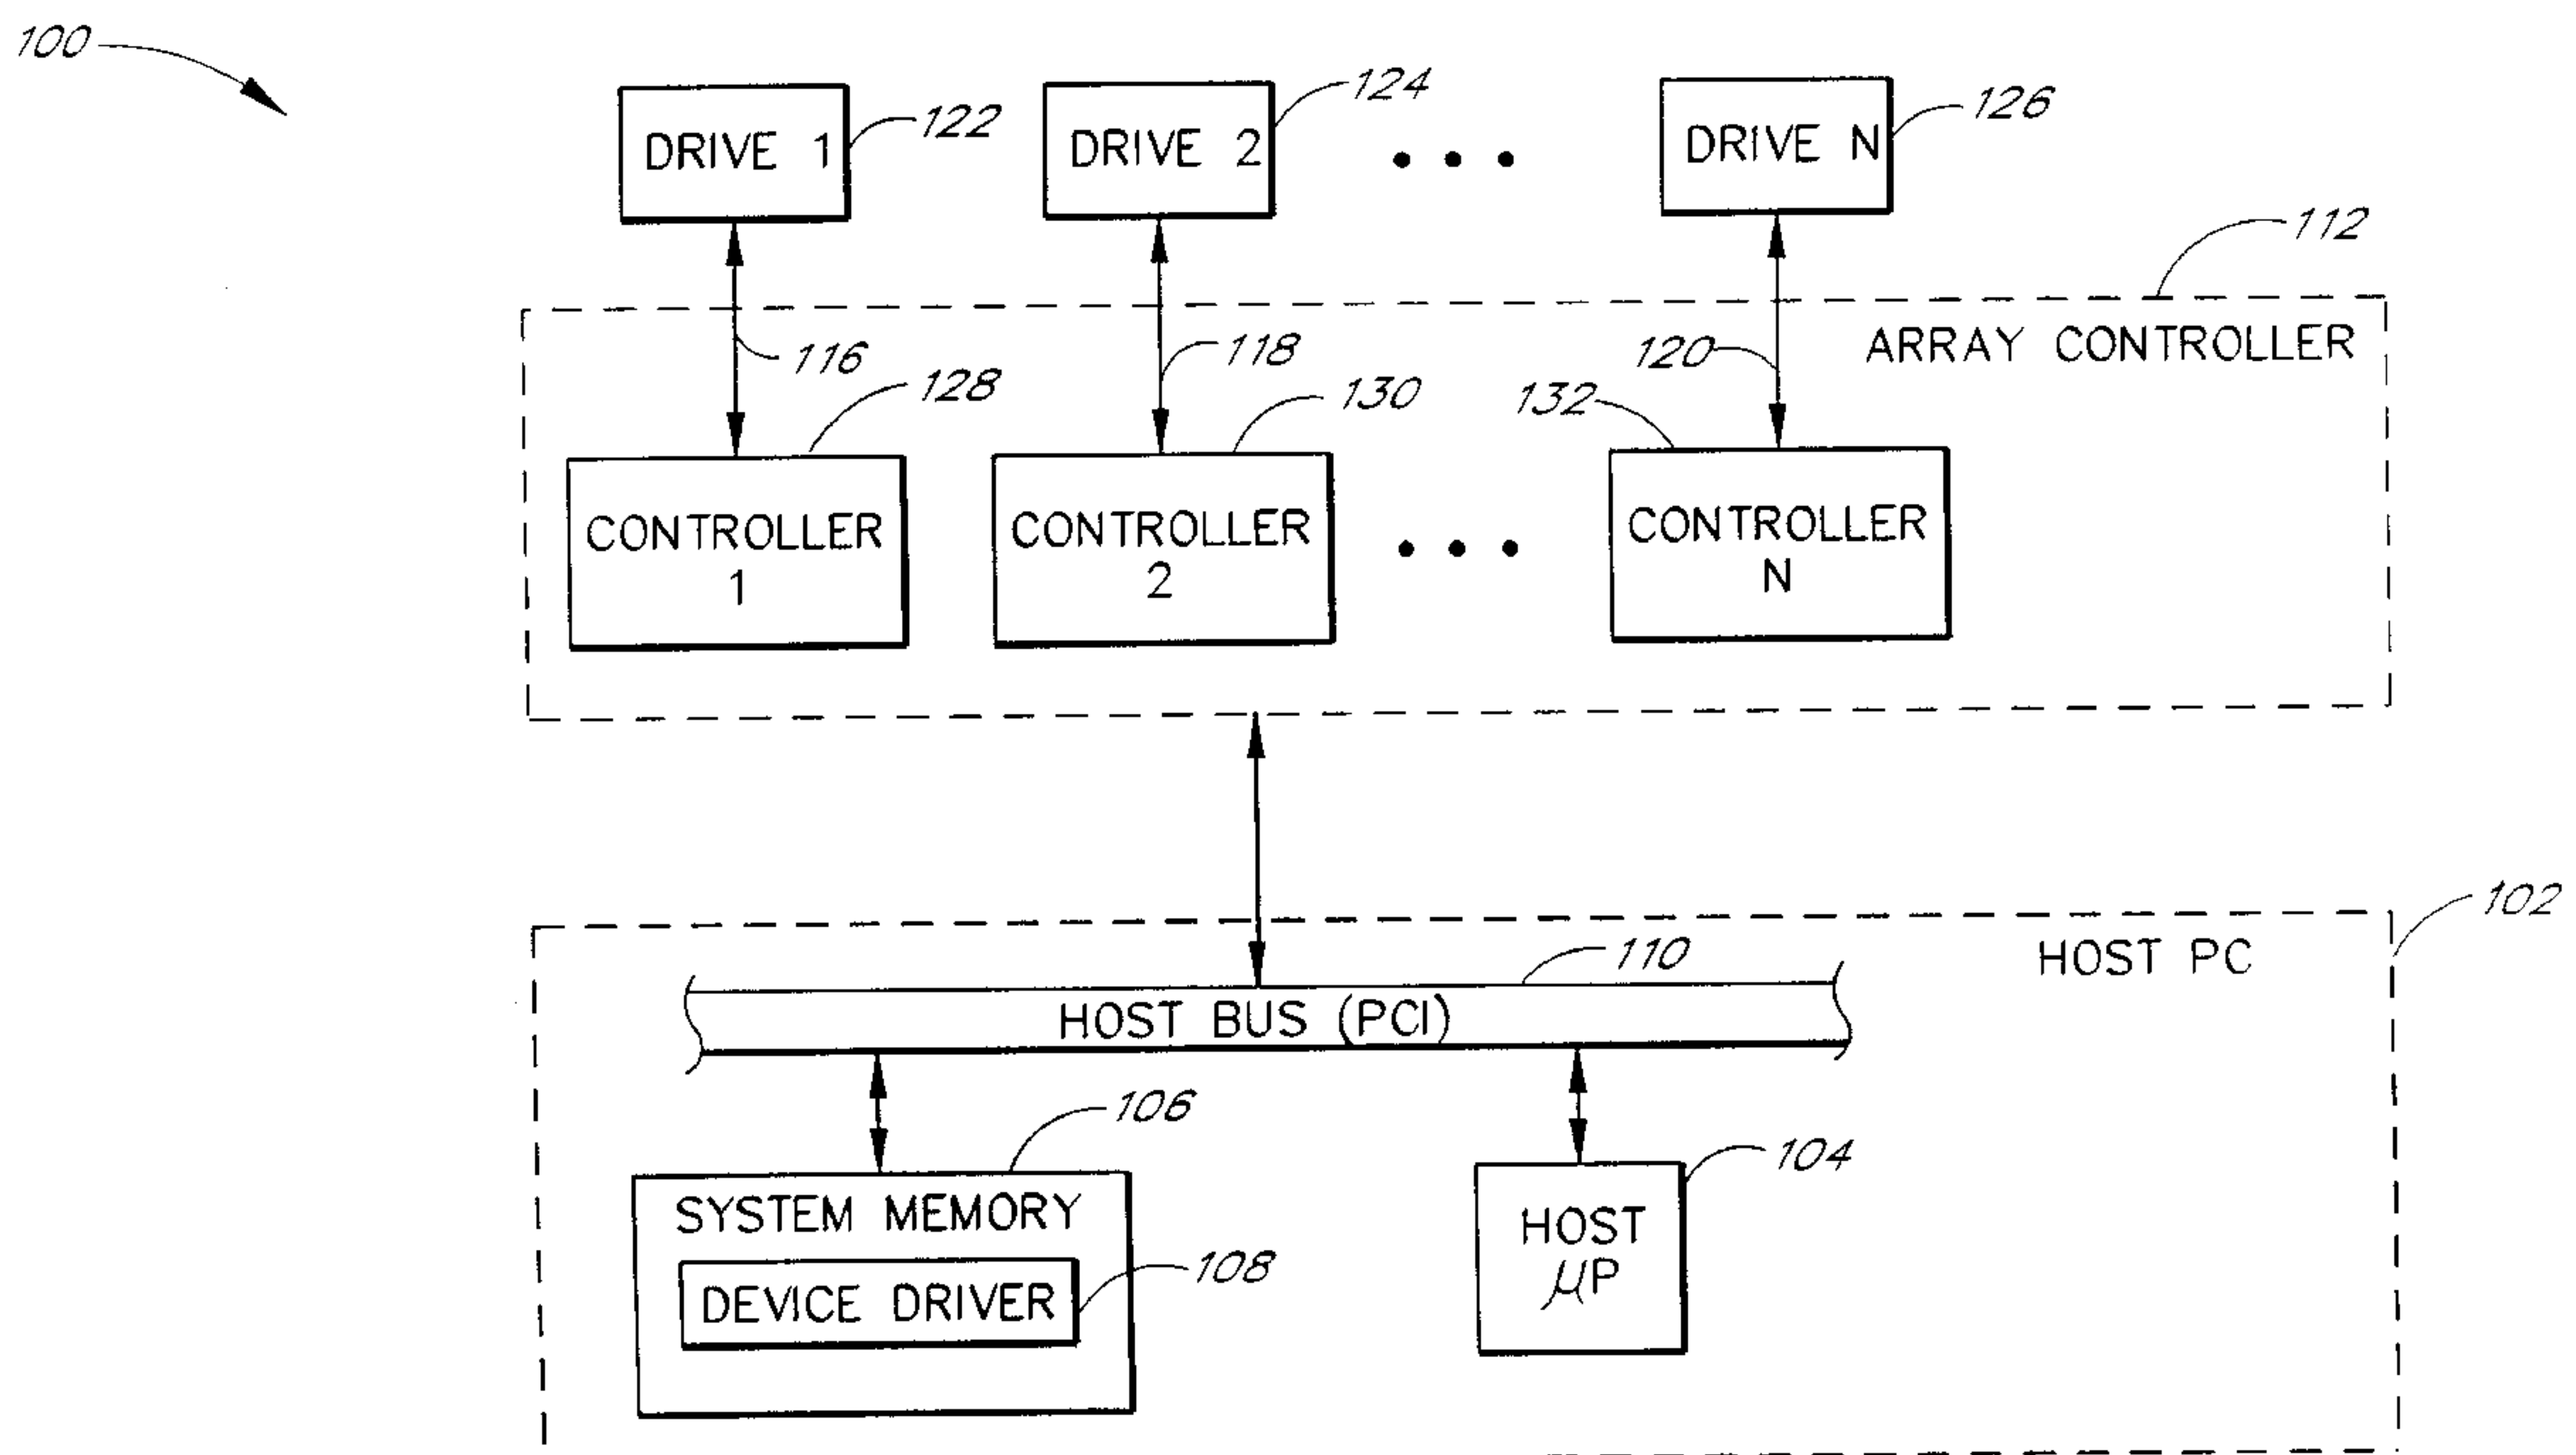 100
DRIVE 1
122
DRIVE 2
124
DRIVE N
126
112
ARRAY CONTROLLER
116
118
120
128
130
132
CONTROLLER
1
CONTROLLER
2
CONTROLLER
N
102
HOST PC
110
HOST BUS (PCI)
106
104
SYSTEM MEMORY
HOST
μP
DEVICE DRIVER
108